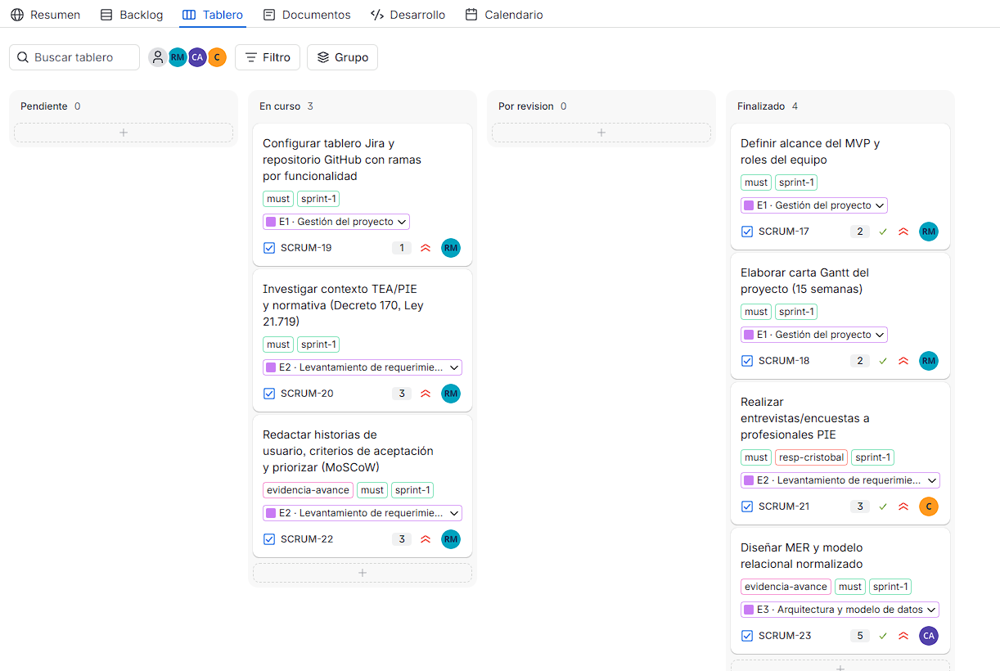 Resumen Backlog Tablero Documentos Desarrollo Calendario
Buscar tablero RM CA C Filtro Grupo
Pendiente 0
En curso 3
Configurar tablero Jira y
repositorio GitHub con ramas
por funcionalidad
must sprint-1
E1 · Gestión del proyecto
SCRUM-19 1 RM
Investigar contexto TEA/PIE
y normativa (Decreto 170, Ley
21.719)
must sprint-1
E2 · Levantamiento de requerimie...
SCRUM-20 3 RM
Redactar historias de
usuario, criterios de aceptación
y priorizar (MoSCoW)
evidencia-avance must sprint-1
E2 · Levantamiento de requerimie...
SCRUM-22 3 RM
Por revision 0
Finalizado 4
Definir alcance del MVP y
roles del equipo
must sprint-1
E1 · Gestión del proyecto
SCRUM-17 2 RM
Elaborar carta Gantt del
proyecto (15 semanas)
must sprint-1
E1 · Gestión del proyecto
SCRUM-18 2 RM
Realizar
entrevistas/encuestas a
profesionales PIE
must resp-cristobal sprint-1
E2 · Levantamiento de requerimie...
SCRUM-21 3 C
Diseñar MER y modelo
relacional normalizado
evidencia-avance must sprint-1
E3 · Arquitectura y modelo de datos
SCRUM-23 5 CA